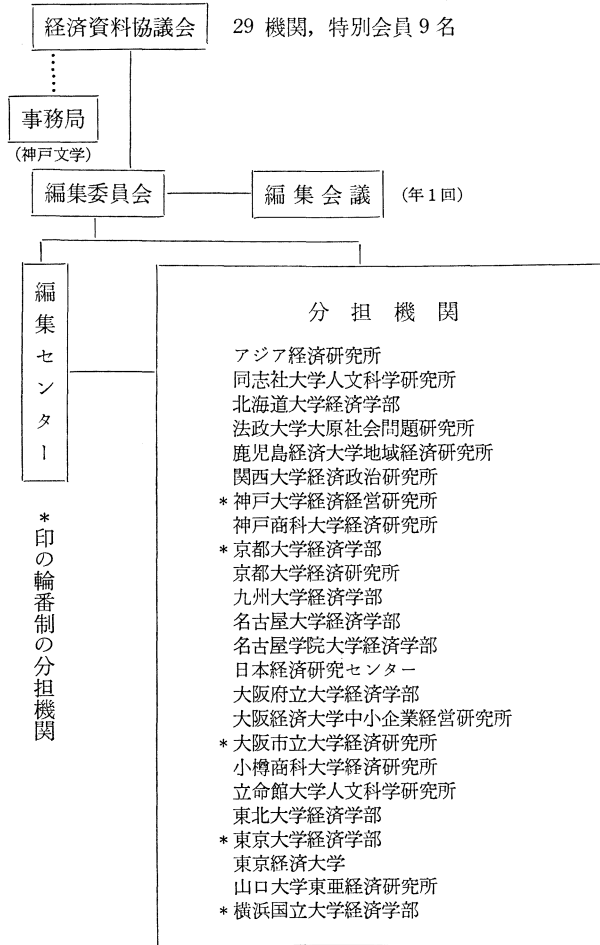 経済資料協議会 29 機関, 特別会員 9 名
事務局
(神戸文学)
編集委員会
編集会議 (年1回)
編集センター
*印の輪番制の分担機関
分担機関
アジア経済研究所
同志社大学人文科学研究所
北海道大学経済学部
法政大学大原社会問題研究所
鹿児島経済大学地域経済研究所
関西大学経済政治研究所
*神戸大学経済経営研究所
神戸商科大学経済研究所
*京都大学経済学部
京都大学経済研究所
九州大学経済学部
名古屋大学経済学部
名古屋学院大学経済学部
日本経済研究センター
大阪府立大学経済学部
大阪経済大学中小企業経営研究所
*大阪市立大学経済研究所
小樽商科大学経済研究所
立命館大学人文科学研究所
東北大学経済学部
*東京大学経済学部
東京経済大学
山口大学東亜経済研究所
*横浜国立大学経済学部